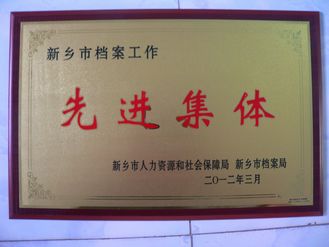 新乡市档案工作
先进集体
新乡市人力资源和社会保障局 新乡市档案局
二〇一二年三月